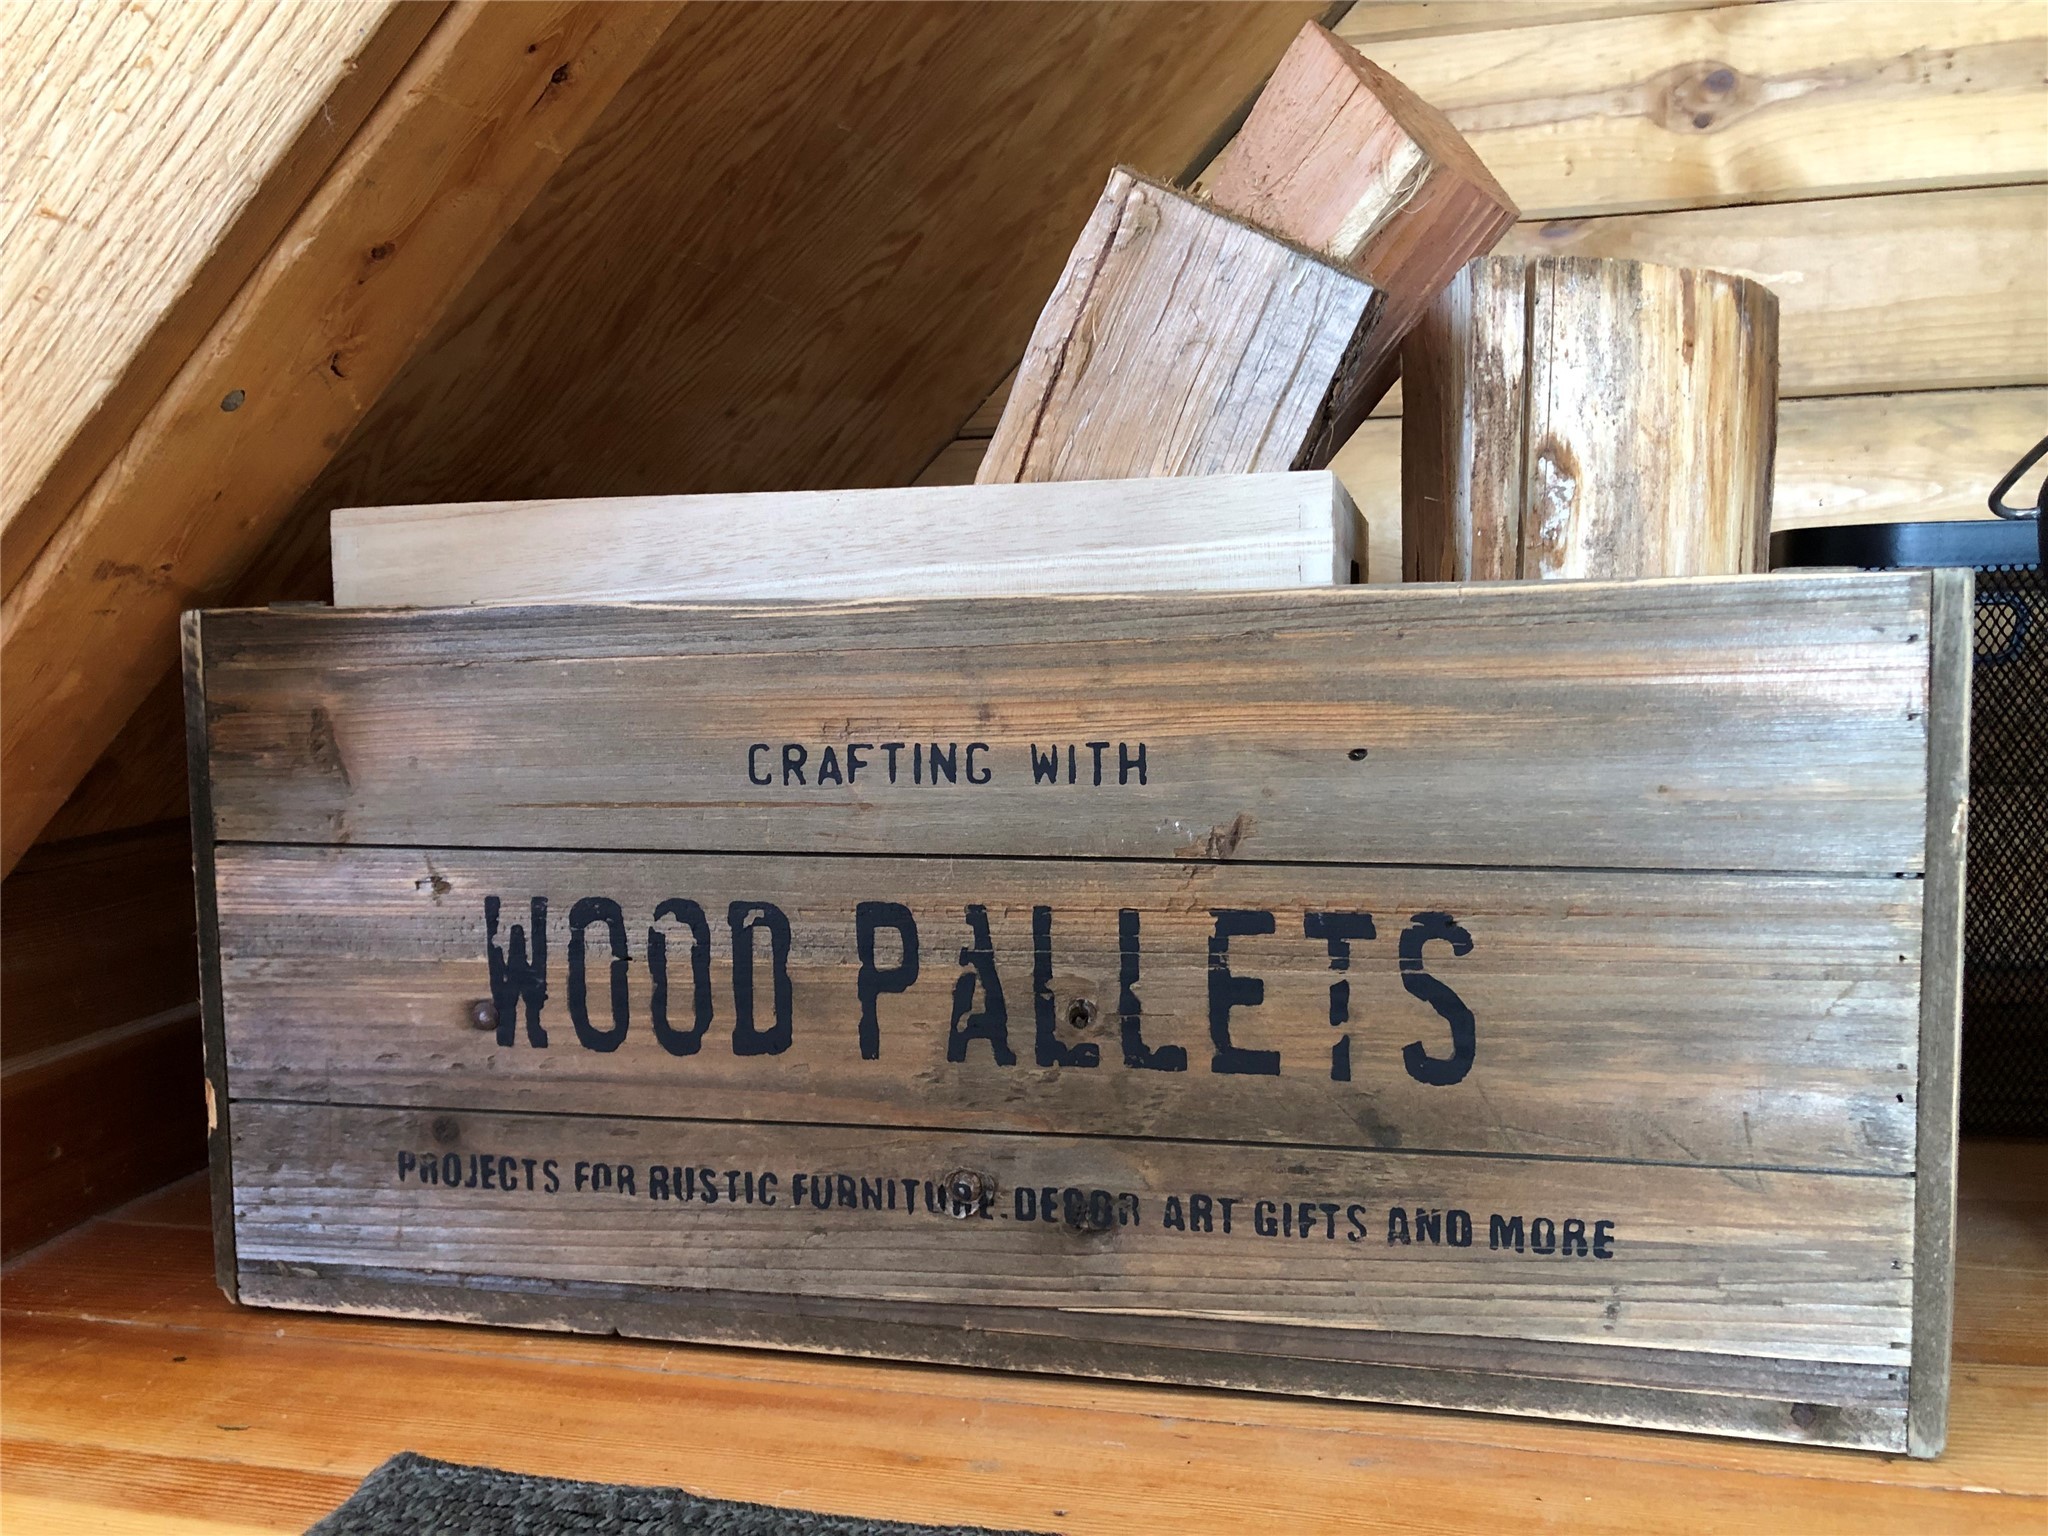 CRAFTING WITH
WOOD PALLETS
PROJECTS FOR RUSTIC FURNITURE. DECOR ART GIFTS AND MORE